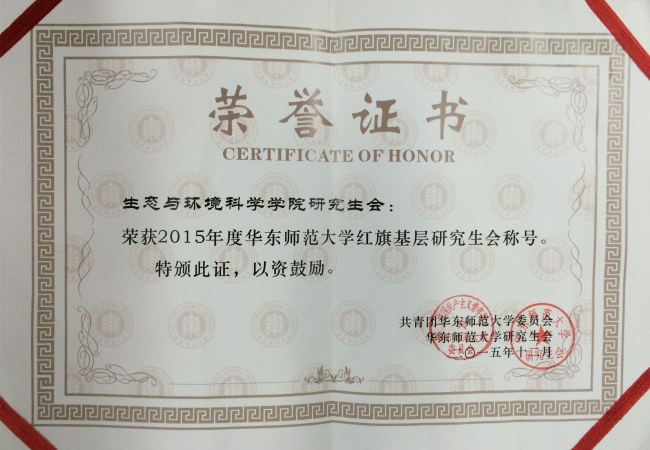 荣誉证书
CERTIFICATE OF HONOR
生态与环境科学学院研究生会：
荣获2015年度华东师范大学红旗基层研究生会称号。
特颁此证，以资鼓励。
共青团华东师范大学委员会
华东师范大学研究生会
二〇一五年十二月